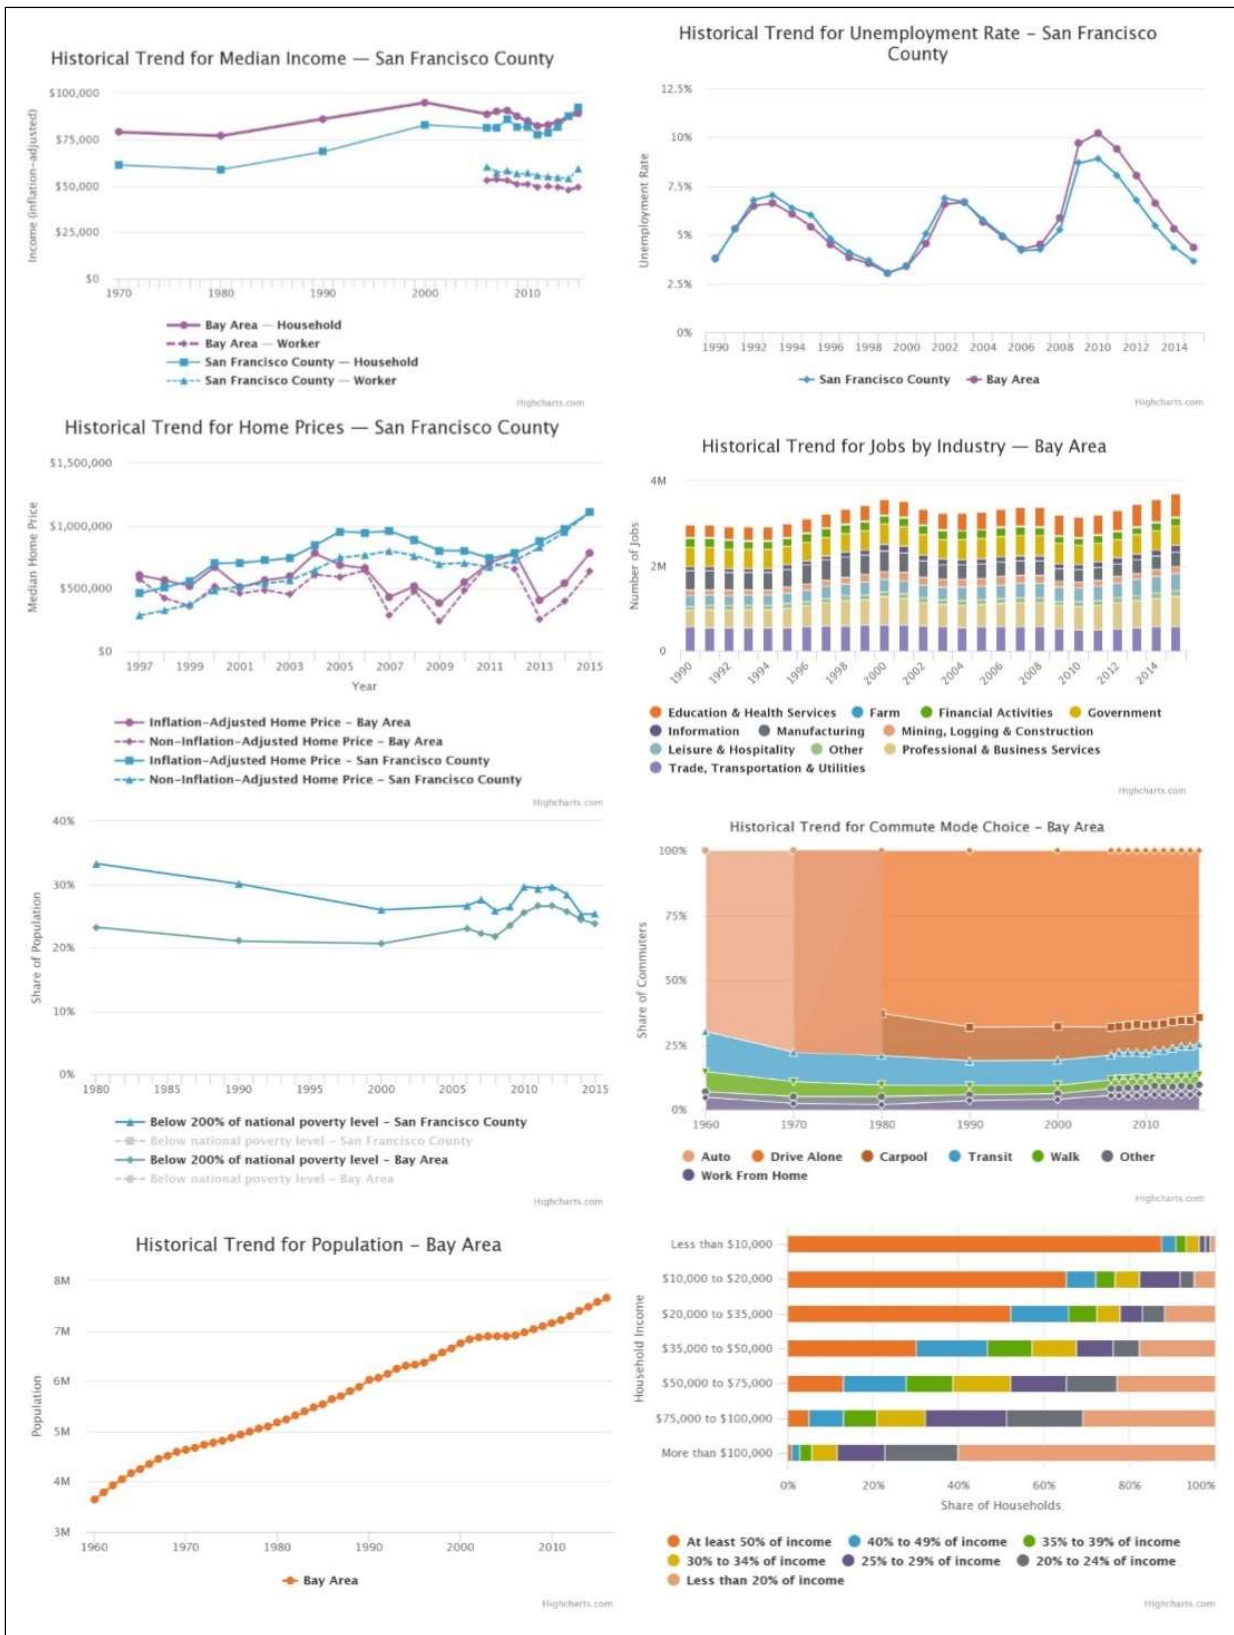 Historical Trend for Median Income — San Francisco County
Income (inflation-adjusted)
$100,000
$75,000
$50,000
$25,000
$0
1970 1980 1990 2000 2010
Bay Area — Household
Bay Area — Worker
San Francisco County — Household
San Francisco County — Worker
Highcharts.com
Historical Trend for Unemployment Rate – San Francisco
County
Unemployment Rate
12.5%
10%
7.5%
5%
2.5%
0%
1990 1992 1994 1996 1998 2000 2002 2004 2006 2008 2010 2012 2014
San Francisco County Bay Area
Highcharts.com
Historical Trend for Home Prices — San Francisco County
Median Home Price
$1,500,000
$1,000,000
$500,000
$0
1997 1999 2001 2003 2005 2007 2009 2011 2013 2015
Year
Inflation-Adjusted Home Price – Bay Area
Non-Inflation-Adjusted Home Price – Bay Area
Inflation-Adjusted Home Price – San Francisco County
Non-Inflation-Adjusted Home Price – San Francisco County
Highcharts.com
Historical Trend for Jobs by Industry — Bay Area
Number of Jobs
4M
2M
0
1990 1992 1994 1996 1998 2000 2002 2004 2006 2008 2010 2012 2014
Education & Health Services Farm Financial Activities Government
Information Manufacturing Mining, Logging & Construction
Leisure & Hospitality Other Professional & Business Services
Trade, Transportation & Utilities
Highcharts.com
Share of Population
40%
30%
20%
10%
0%
1980 1985 1990 1995 2000 2005 2010 2015
Below 200% of national poverty level – San Francisco County
Below national poverty level – San Francisco County
Below 200% of national poverty level – Bay Area
Below national poverty level – Bay Area
Highcharts.com
Historical Trend for Commute Mode Choice – Bay Area
Share of Commuters
100%
75%
50%
25%
0%
1960 1970 1980 1990 2000 2010
Auto Drive Alone Carpool Transit Walk Other
Work From Home
Highcharts.com
Historical Trend for Population – Bay Area
Population
8M
7M
6M
5M
4M
3M
1960 1970 1980 1990 2000 2010
Bay Area
Highcharts.com
Household Income
Less than $10,000
$10,000 to $20,000
$20,000 to $35,000
$35,000 to $50,000
$50,000 to $75,000
$75,000 to $100,000
More than $100,000
0% 20% 40% 60% 80% 100%
Share of Households
At least 50% of income 40% to 49% of income 35% to 39% of income
30% to 34% of income 25% to 29% of income 20% to 24% of income
Less than 20% of income
Highcharts.com